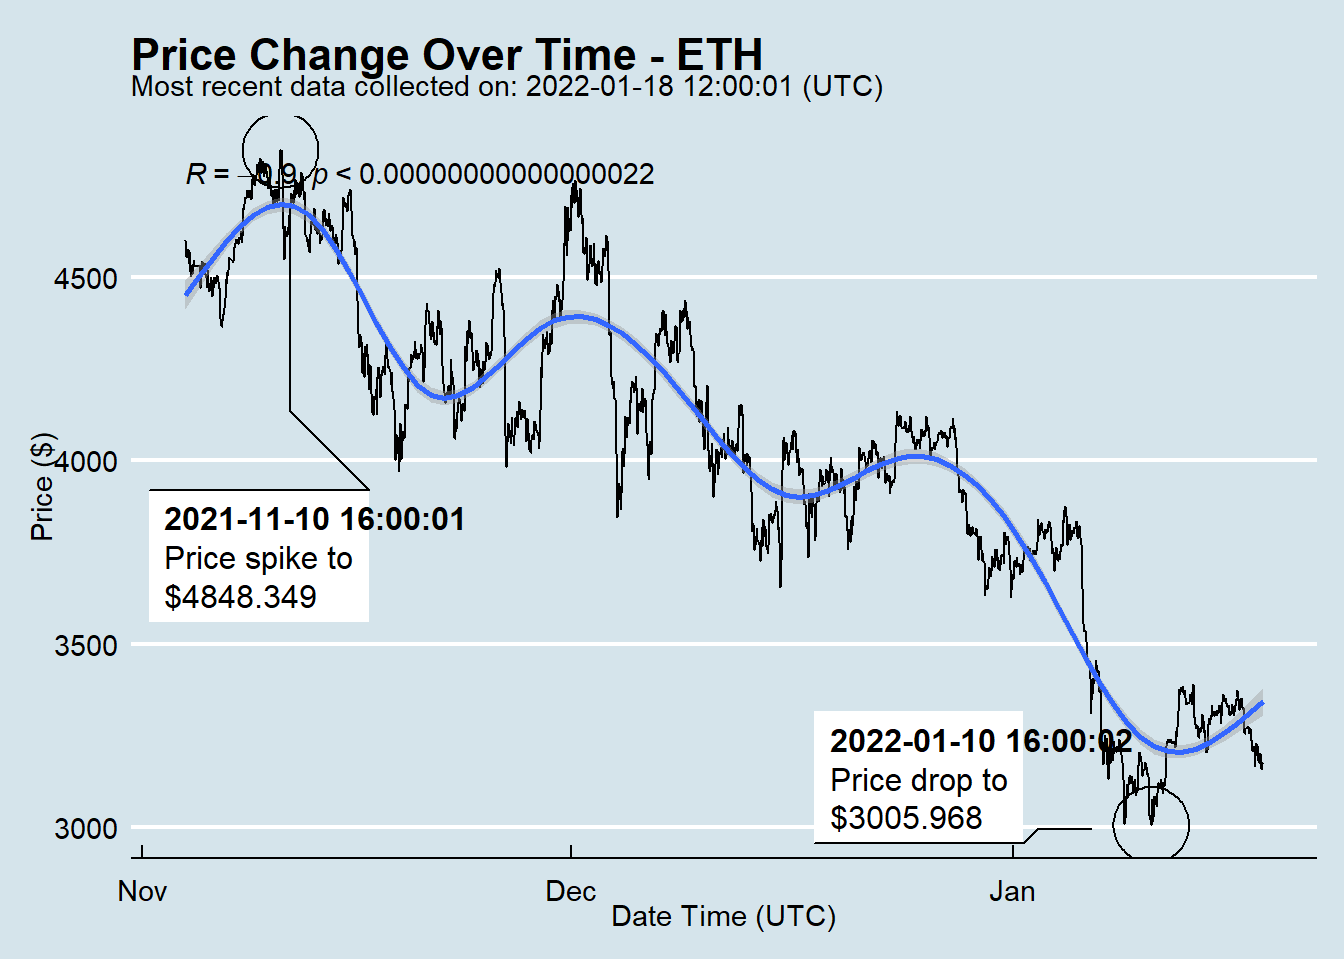 Price Change Over Time - ETH
Most recent data collected on: 2022-01-18 12:00:01 (UTC)
R = −0.9, p < 0.00000000000000022
4500
4000
3500
3000
Price ($)
2021-11-10 16:00:01
Price spike to
$4848.349
2022-01-10 16:00:02
Price drop to
$3005.968
Nov
Dec
Jan
Date Time (UTC)